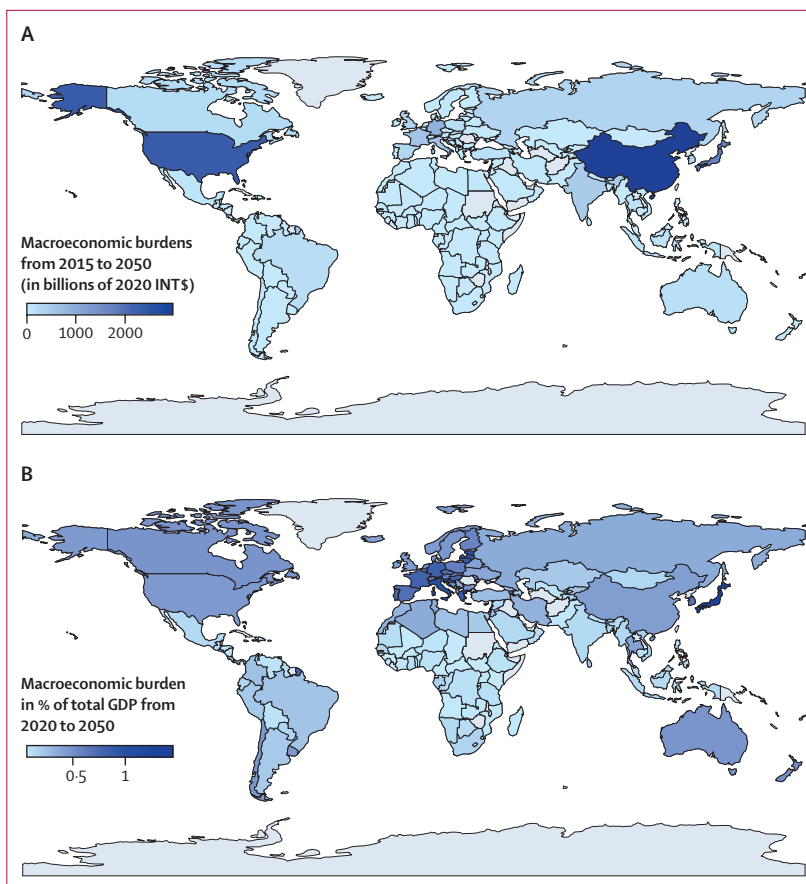 A
Macroeconomic burdens
from 2015 to 2050
(in billions of 2020 INT$)
0 1000 2000
B
Macroeconomic burden
in % of total GDP from
2020 to 2050
0·5 1